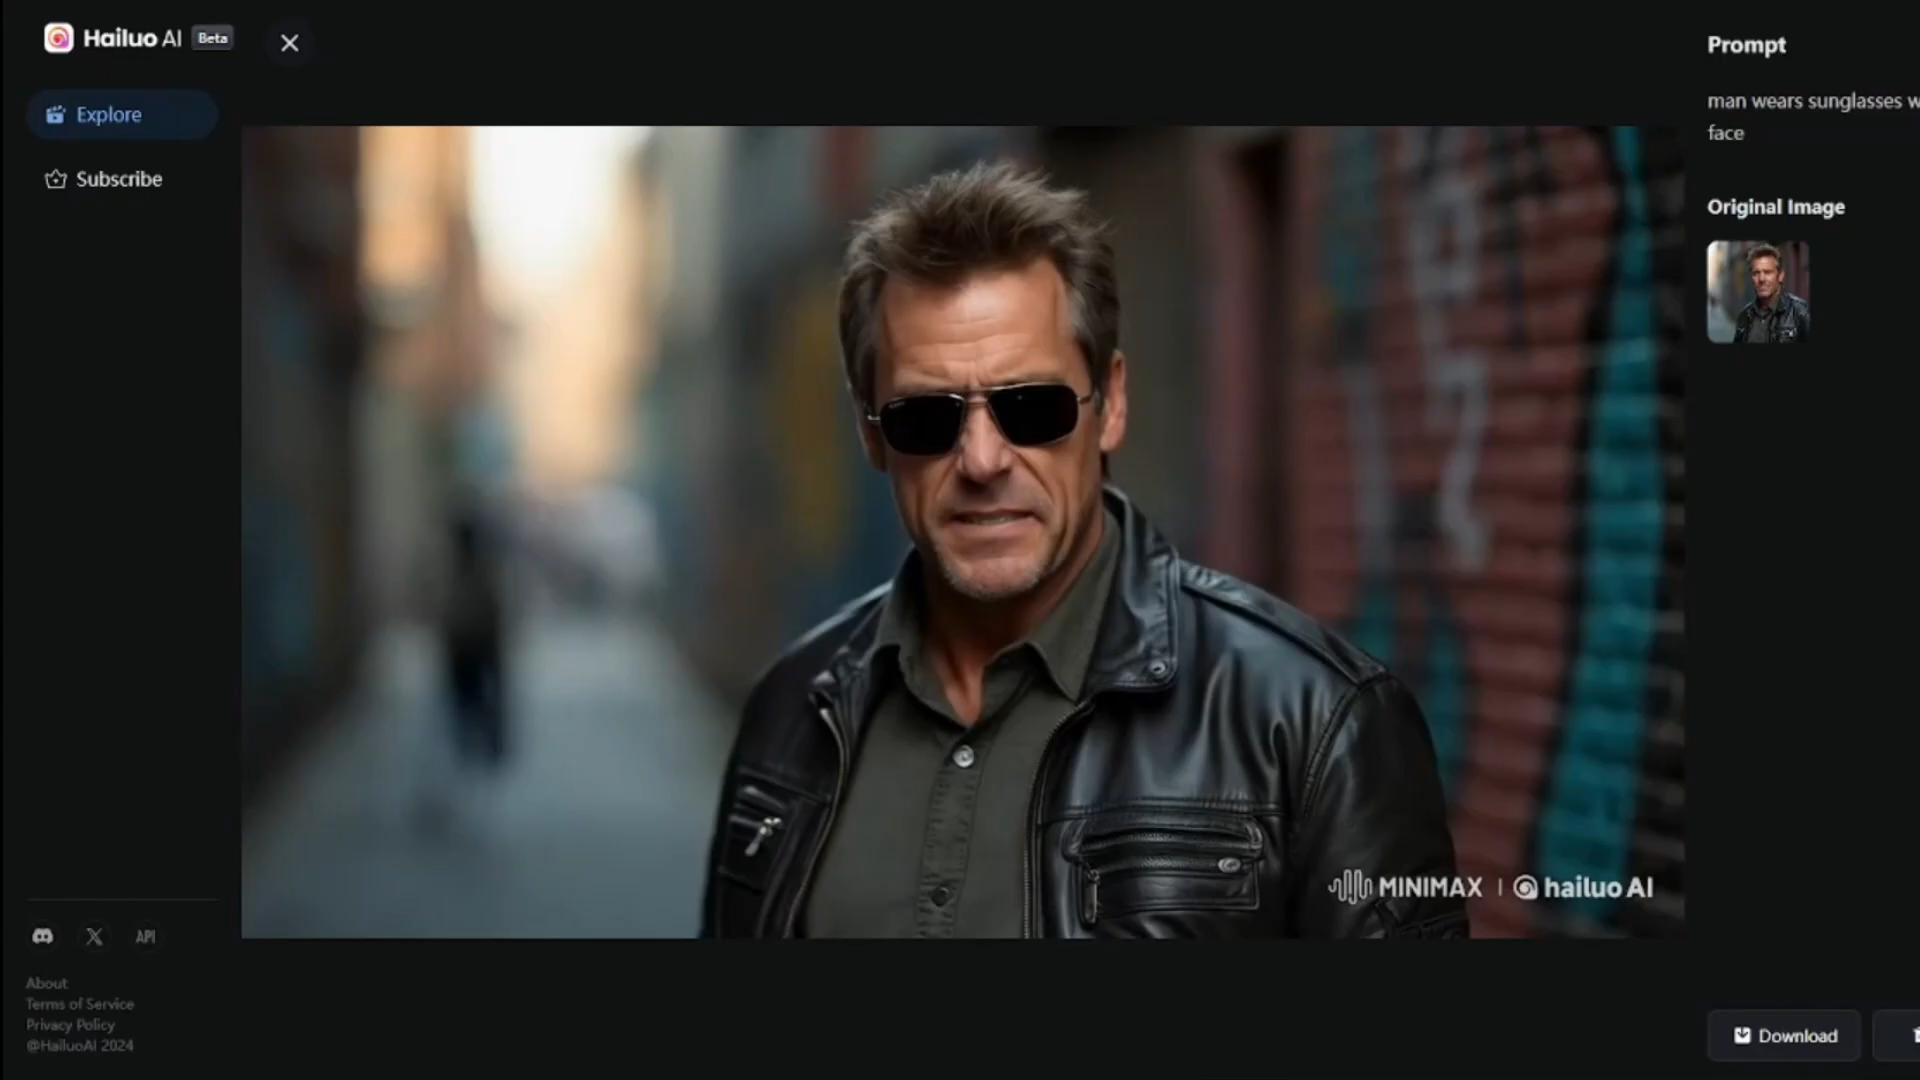 Hailuo AI Beta
Explore
Subscribe
API
About
Terms of Service
Privacy Policy
@HailuoAI 2024
MINIMAX | hailuo AI
Prompt
man wears sunglasses
face
Original Image
Download